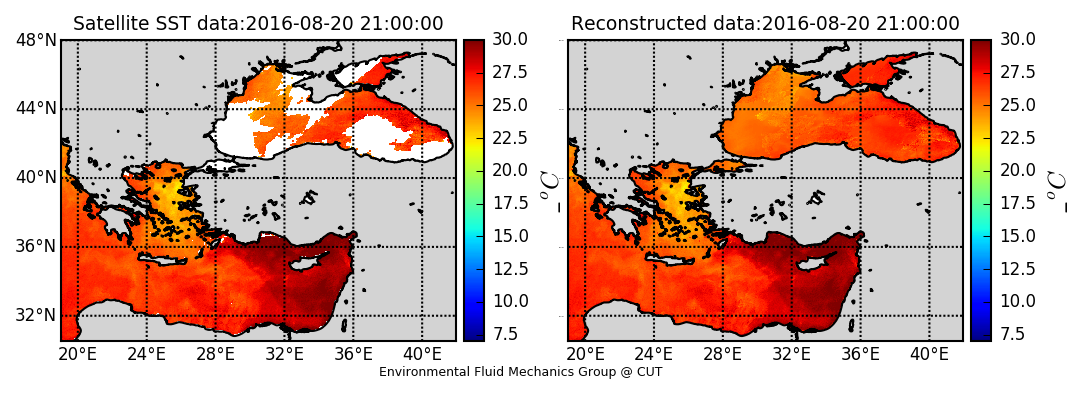 Satellite SST data:2016-08-20 21:00:00
Reconstructed data:2016-08-20 21:00:00
48°N
44°N
40°N
36°N
32°N
20°E 24°E 28°E 32°E 36°E 40°E
30.0
27.5
25.0
22.5
20.0
17.5
15.0
12.5
10.0
7.5
_°C
20°E 24°E 28°E 32°E 36°E 40°E
30.0
27.5
25.0
22.5
20.0
17.5
15.0
12.5
10.0
7.5
_°C
Environmental Fluid Mechanics Group @ CUT